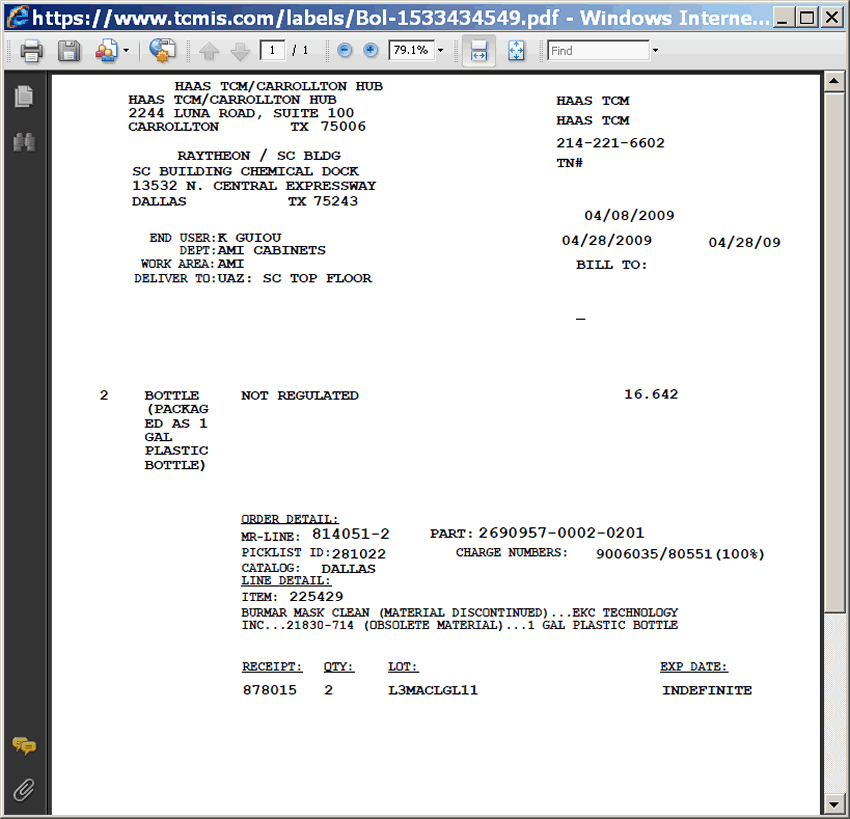 https://www.tcmis.com/labels/Bol-1533434549.pdf - Windows Interne...
1 / 1 79.1% Find
HAAS TCM/CARROLLTON HUB
HAAS TCM/CARROLLTON HUB
2244 LUNA ROAD, SUITE 100
CARROLLTON TX 75006
HAAS TCM
HAAS TCM
214-221-6602
TN#
RAYTHEON / SC BLDG
SC BUILDING CHEMICAL DOCK
13532 N. CENTRAL EXPRESSWAY
DALLAS TX 75243
04/08/2009
04/28/2009 04/28/09
BILL TO:
END USER:K GUIOU
DEPT:AMI CABINETS
WORK AREA:AMI
DELIVER TO:UAZ: SC TOP FLOOR
_
2 BOTTLE NOT REGULATED 16.642
(PACKAG
ED AS 1
GAL
PLASTIC
BOTTLE)
ORDER DETAIL:
MR-LINE: 814051-2 PART: 2690957-0002-0201
PICKLIST ID:281022 CHARGE NUMBERS: 9006035/80551(100%)
CATALOG: DALLAS
LINE DETAIL:
ITEM: 225429
BURMAR MASK CLEAN (MATERIAL DISCONTINUED)...EKC TECHNOLOGY
INC...21830-714 (OBSOLETE MATERIAL)...1 GAL PLASTIC BOTTLE
RECEIPT: QTY: LOT: EXP DATE:
878015 2 L3MACLGL11 INDEFINITE